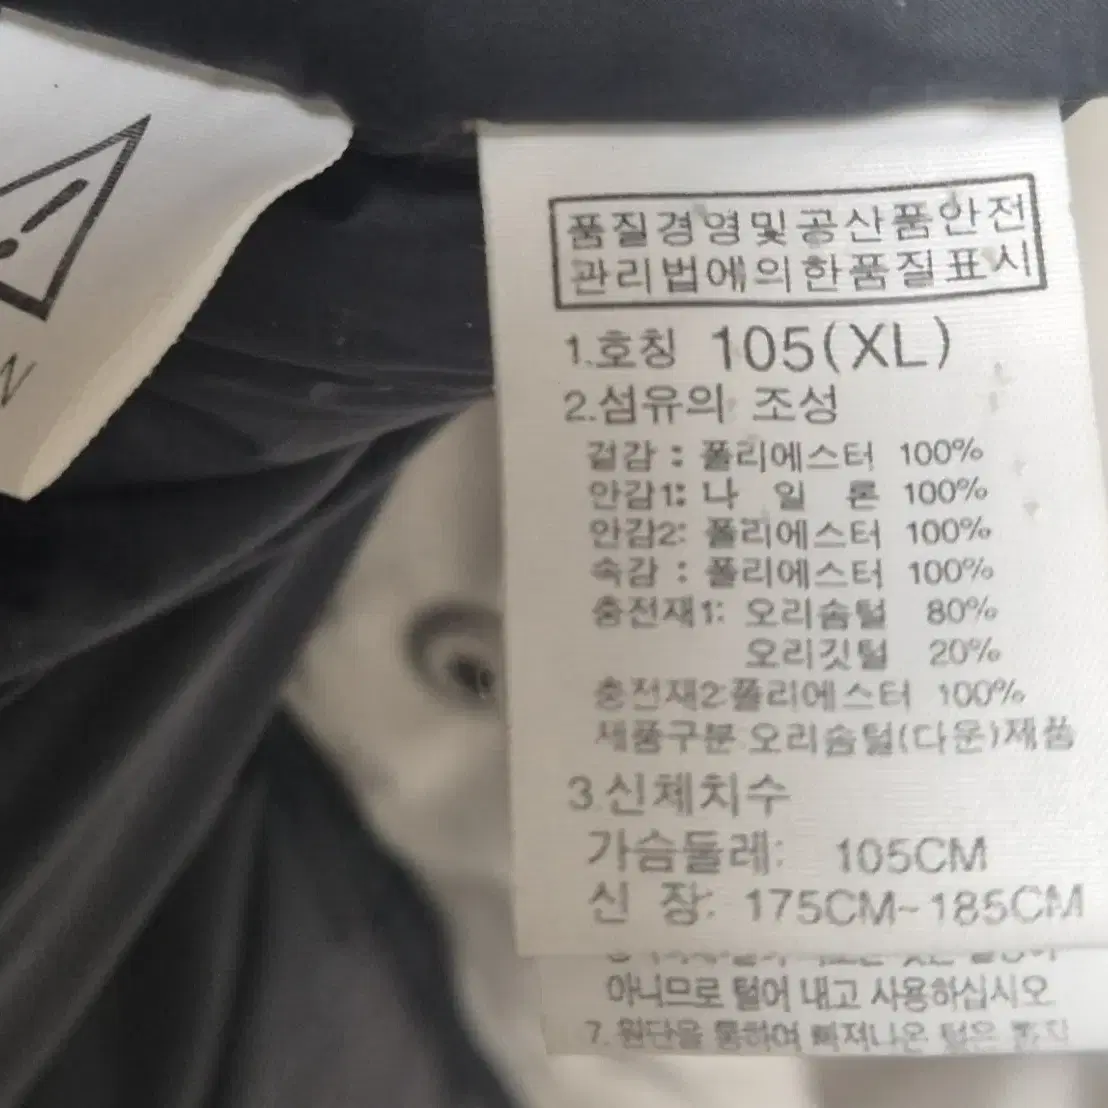 품질경영및공산품안전
관리법에의한품질표시
1.호칭 105(XL)
2.섬유의 조성
겉감 : 폴리에스터 100%
안감1: 나 일 론 100%
안감2: 폴리에스터 100%
속감 : 폴리에스터 100%
충전재1: 오리솜털 80%
오리깃털 20%
충전재2:폴리에스터 100%
제품구분 오리솜털(다운)제품
3.신체치수
가슴둘레: 105CM
신 장: 175CM~185CM
아니므로 털어 내고 사용하십시오
7. 원단을 통하여 빠져나온 털은